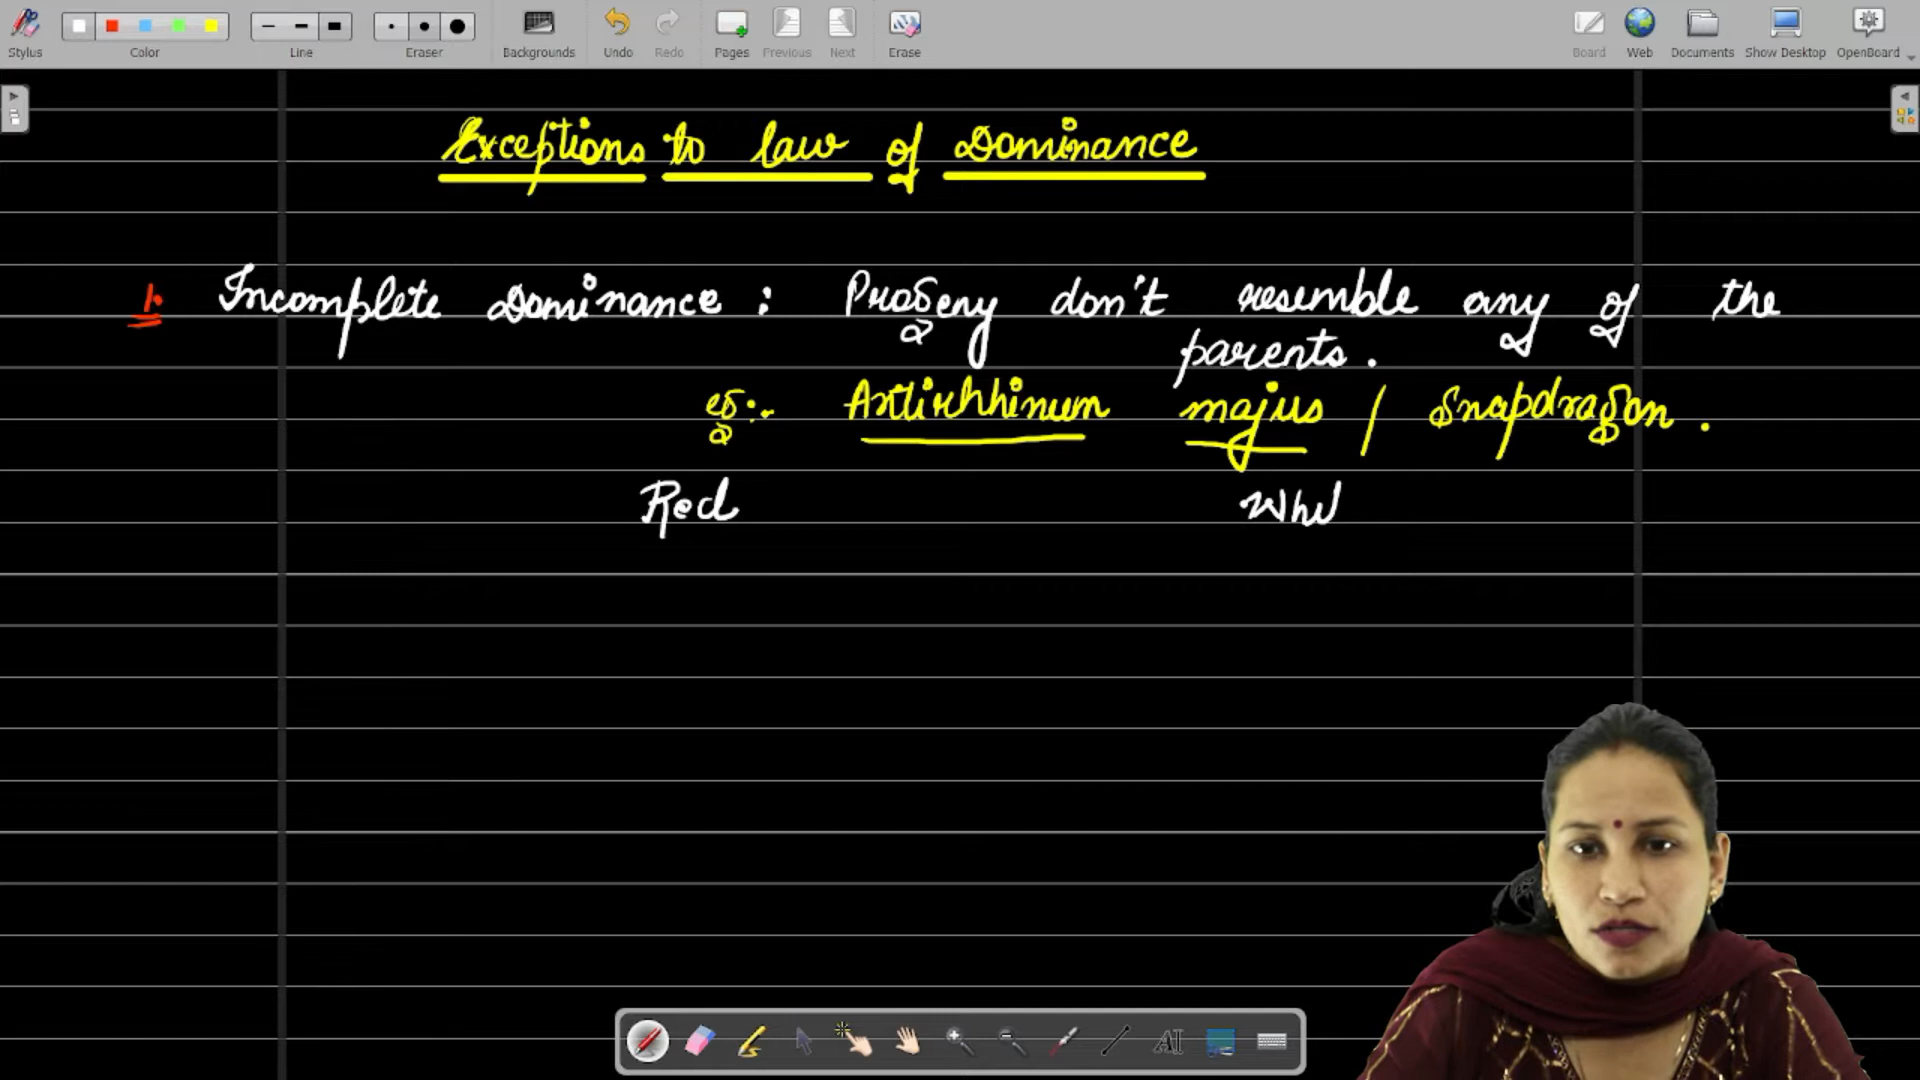 Stylus Color Line Eraser Backgrounds Undo Redo Pages Previous Next Erase Board Web Documents Show Desktop OpenBoard
Exceptions to law of Dominance
1. Incomplete Dominance : Progeny don't resemble any of the
parents.
eg:- Antirrhinum majus / Snapdragon.
Red Whi